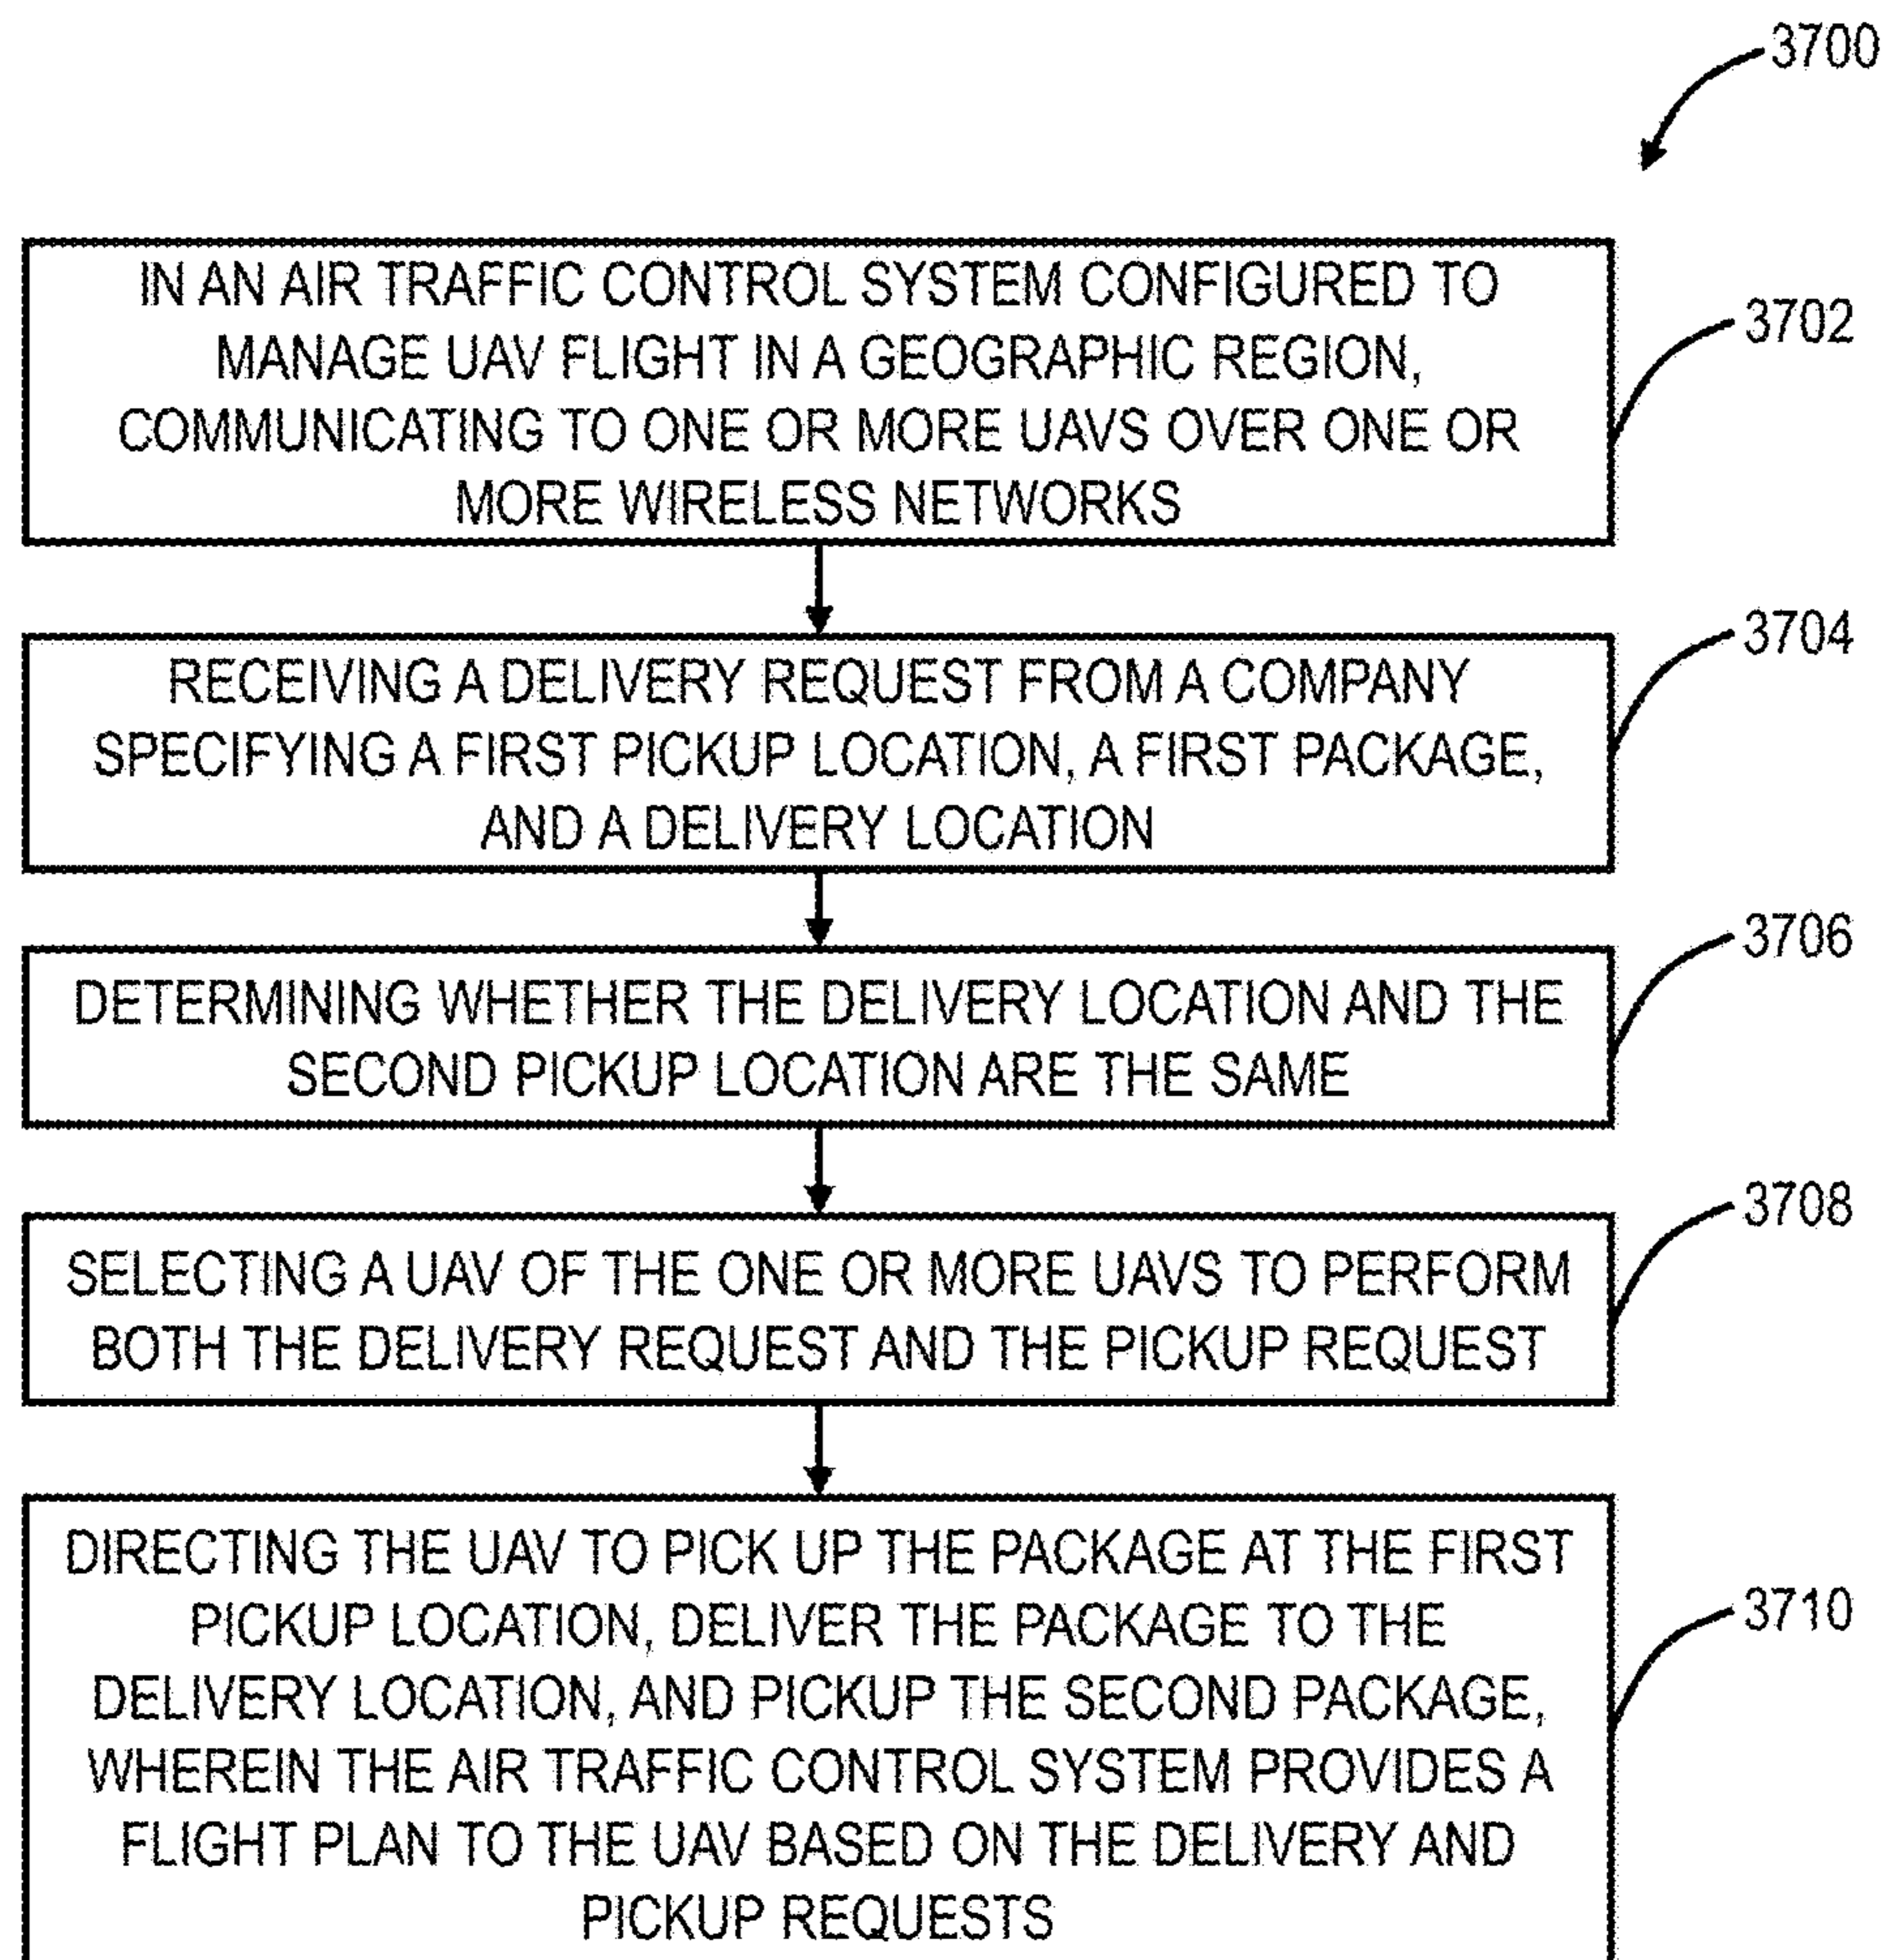 3700
IN AN AIR TRAFFIC CONTROL SYSTEM CONFIGURED TO
MANAGE UAV FLIGHT IN A GEOGRAPHIC REGION,
COMMUNICATING TO ONE OR MORE UAVS OVER ONE OR
MORE WIRELESS NETWORKS
3702
RECEIVING A DELIVERY REQUEST FROM A COMPANY
SPECIFYING A FIRST PICKUP LOCATION, A FIRST PACKAGE,
AND A DELIVERY LOCATION
3704
DETERMINING WHETHER THE DELIVERY LOCATION AND THE
SECOND PICKUP LOCATION ARE THE SAME
3706
SELECTING A UAV OF THE ONE OR MORE UAVS TO PERFORM
BOTH THE DELIVERY REQUEST AND THE PICKUP REQUEST
3708
DIRECTING THE UAV TO PICK UP THE PACKAGE AT THE FIRST
PICKUP LOCATION, DELIVER THE PACKAGE TO THE
DELIVERY LOCATION, AND PICKUP THE SECOND PACKAGE,
WHEREIN THE AIR TRAFFIC CONTROL SYSTEM PROVIDES A
FLIGHT PLAN TO THE UAV BASED ON THE DELIVERY AND
PICKUP REQUESTS
3710